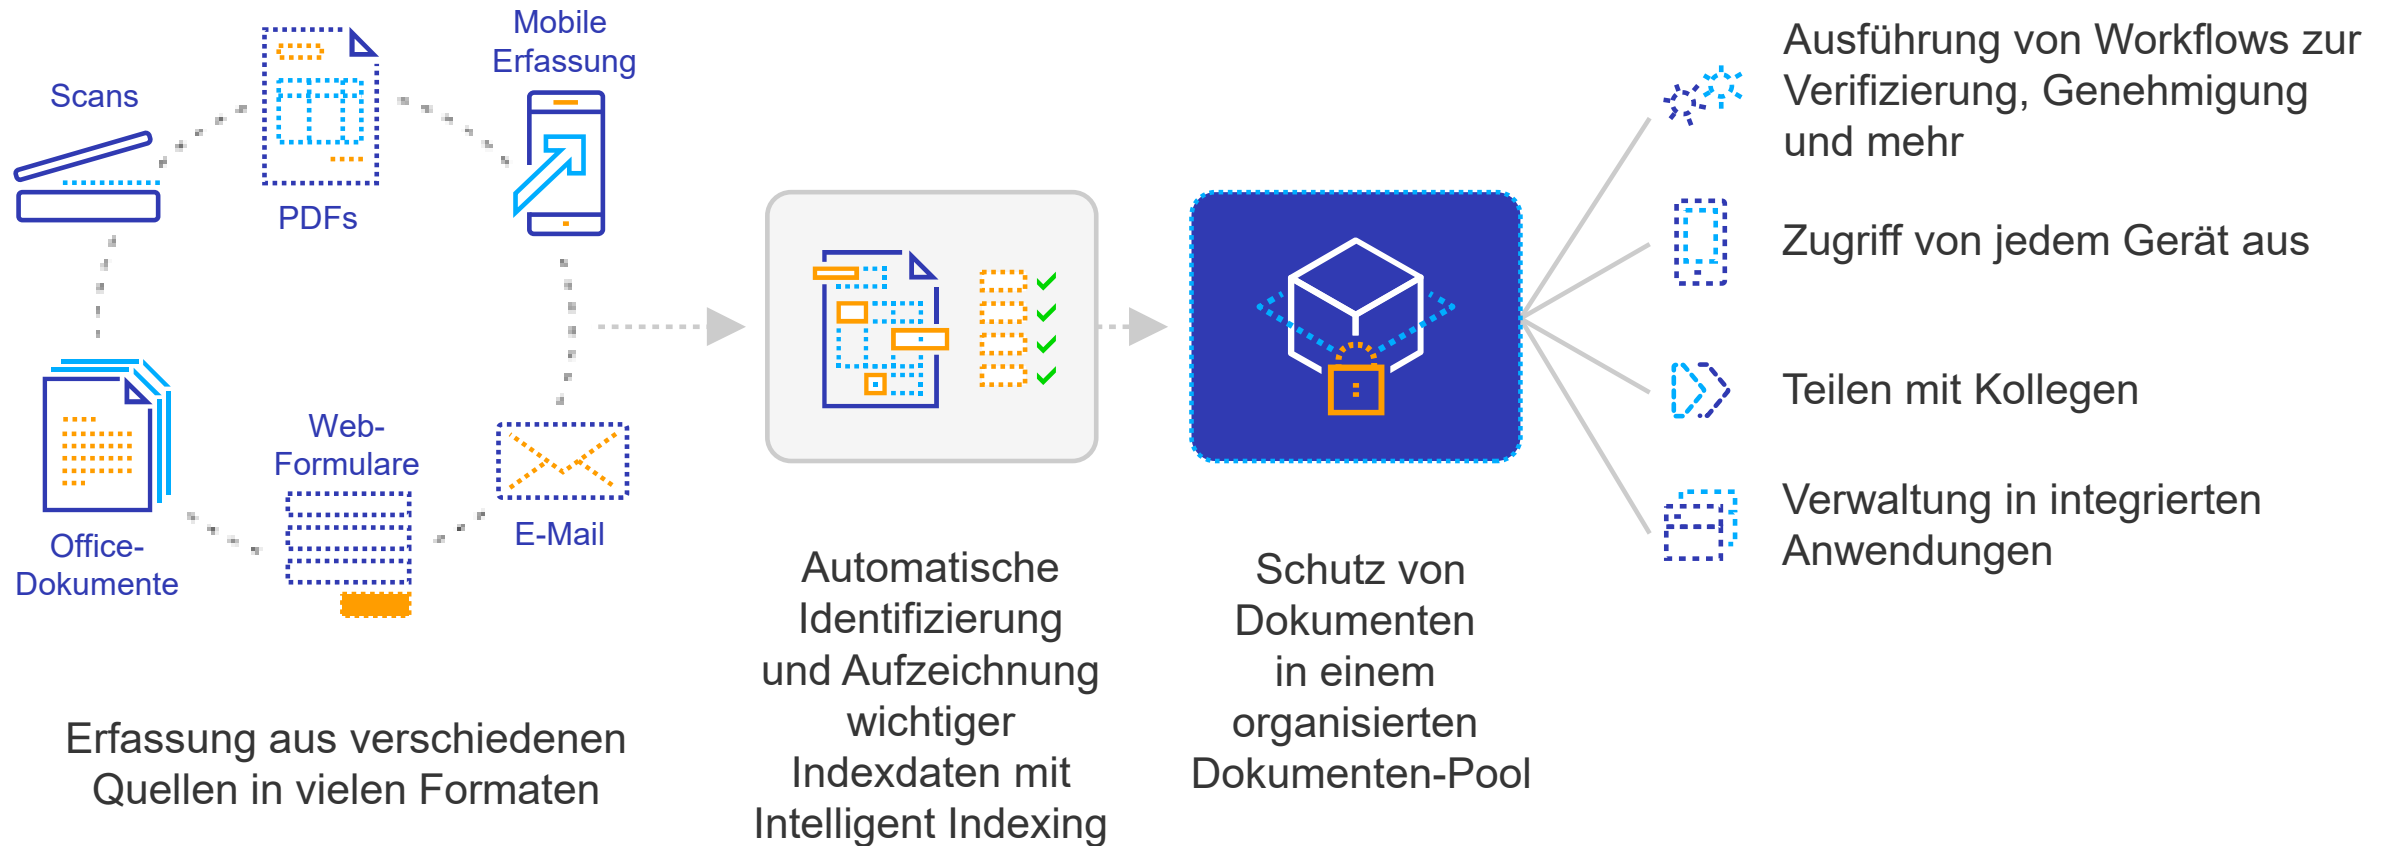 Scans
PDFs
Mobile
Erfassung
Office-
Dokumente
Web-
Formulare
E-Mail
Erfassung aus verschiedenen
Quellen in vielen Formaten
Automatische
Identifizierung
und Aufzeichnung
wichtiger
Indexdaten mit
Intelligent Indexing
Schutz von
Dokumenten
in einem
organisierten
Dokumenten-Pool
Ausführung von Workflows zur
Verifizierung, Genehmigung
und mehr
Zugriff von jedem Gerät aus
Teilen mit Kollegen
Verwaltung in integrierten
Anwendungen